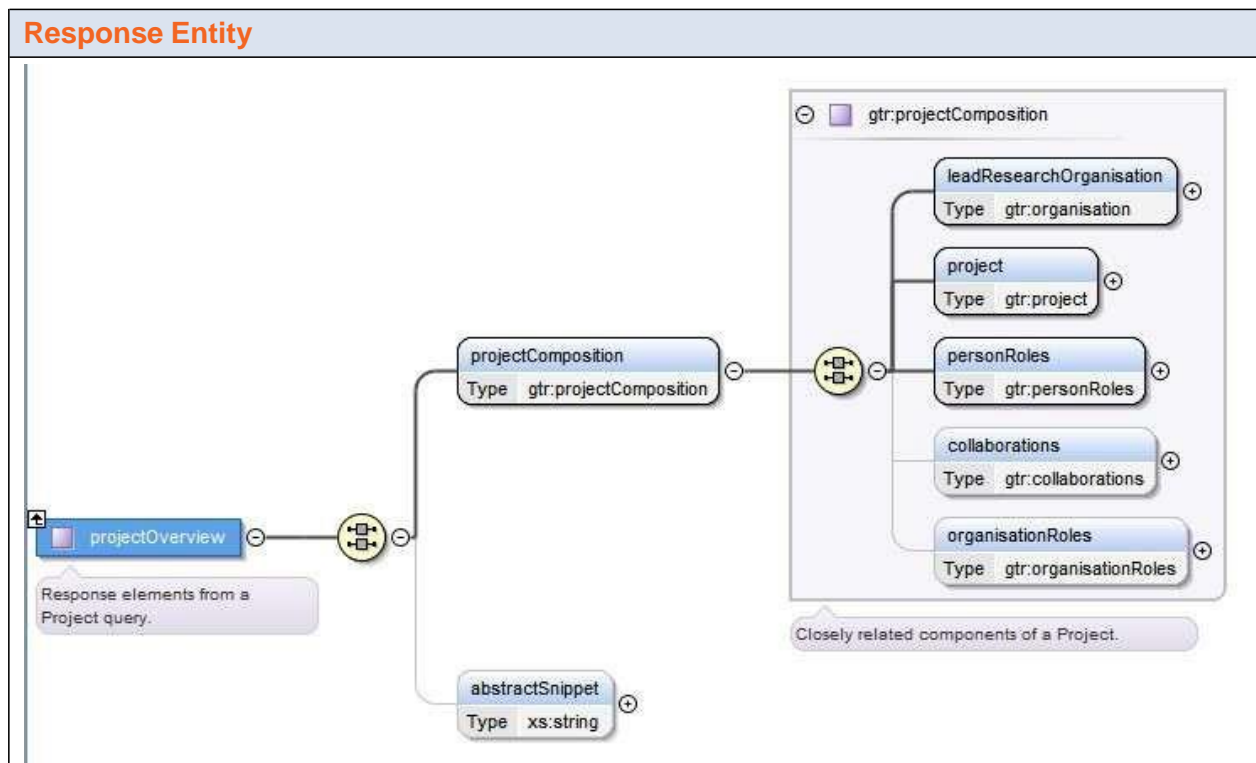 Response Entity
gtr:projectComposition
leadResearchOrganisation
Type gtr:organisation
project
Type gtr:project
projectComposition
Type gtr:projectComposition
personRoles
Type gtr:personRoles
collaborations
Type gtr:collaborations
organisationRoles
Type gtr:organisationRoles
projectOverview
Response elements from a
Project query.
Closely related components of a Project.
abstractSnippet
Type xs:string